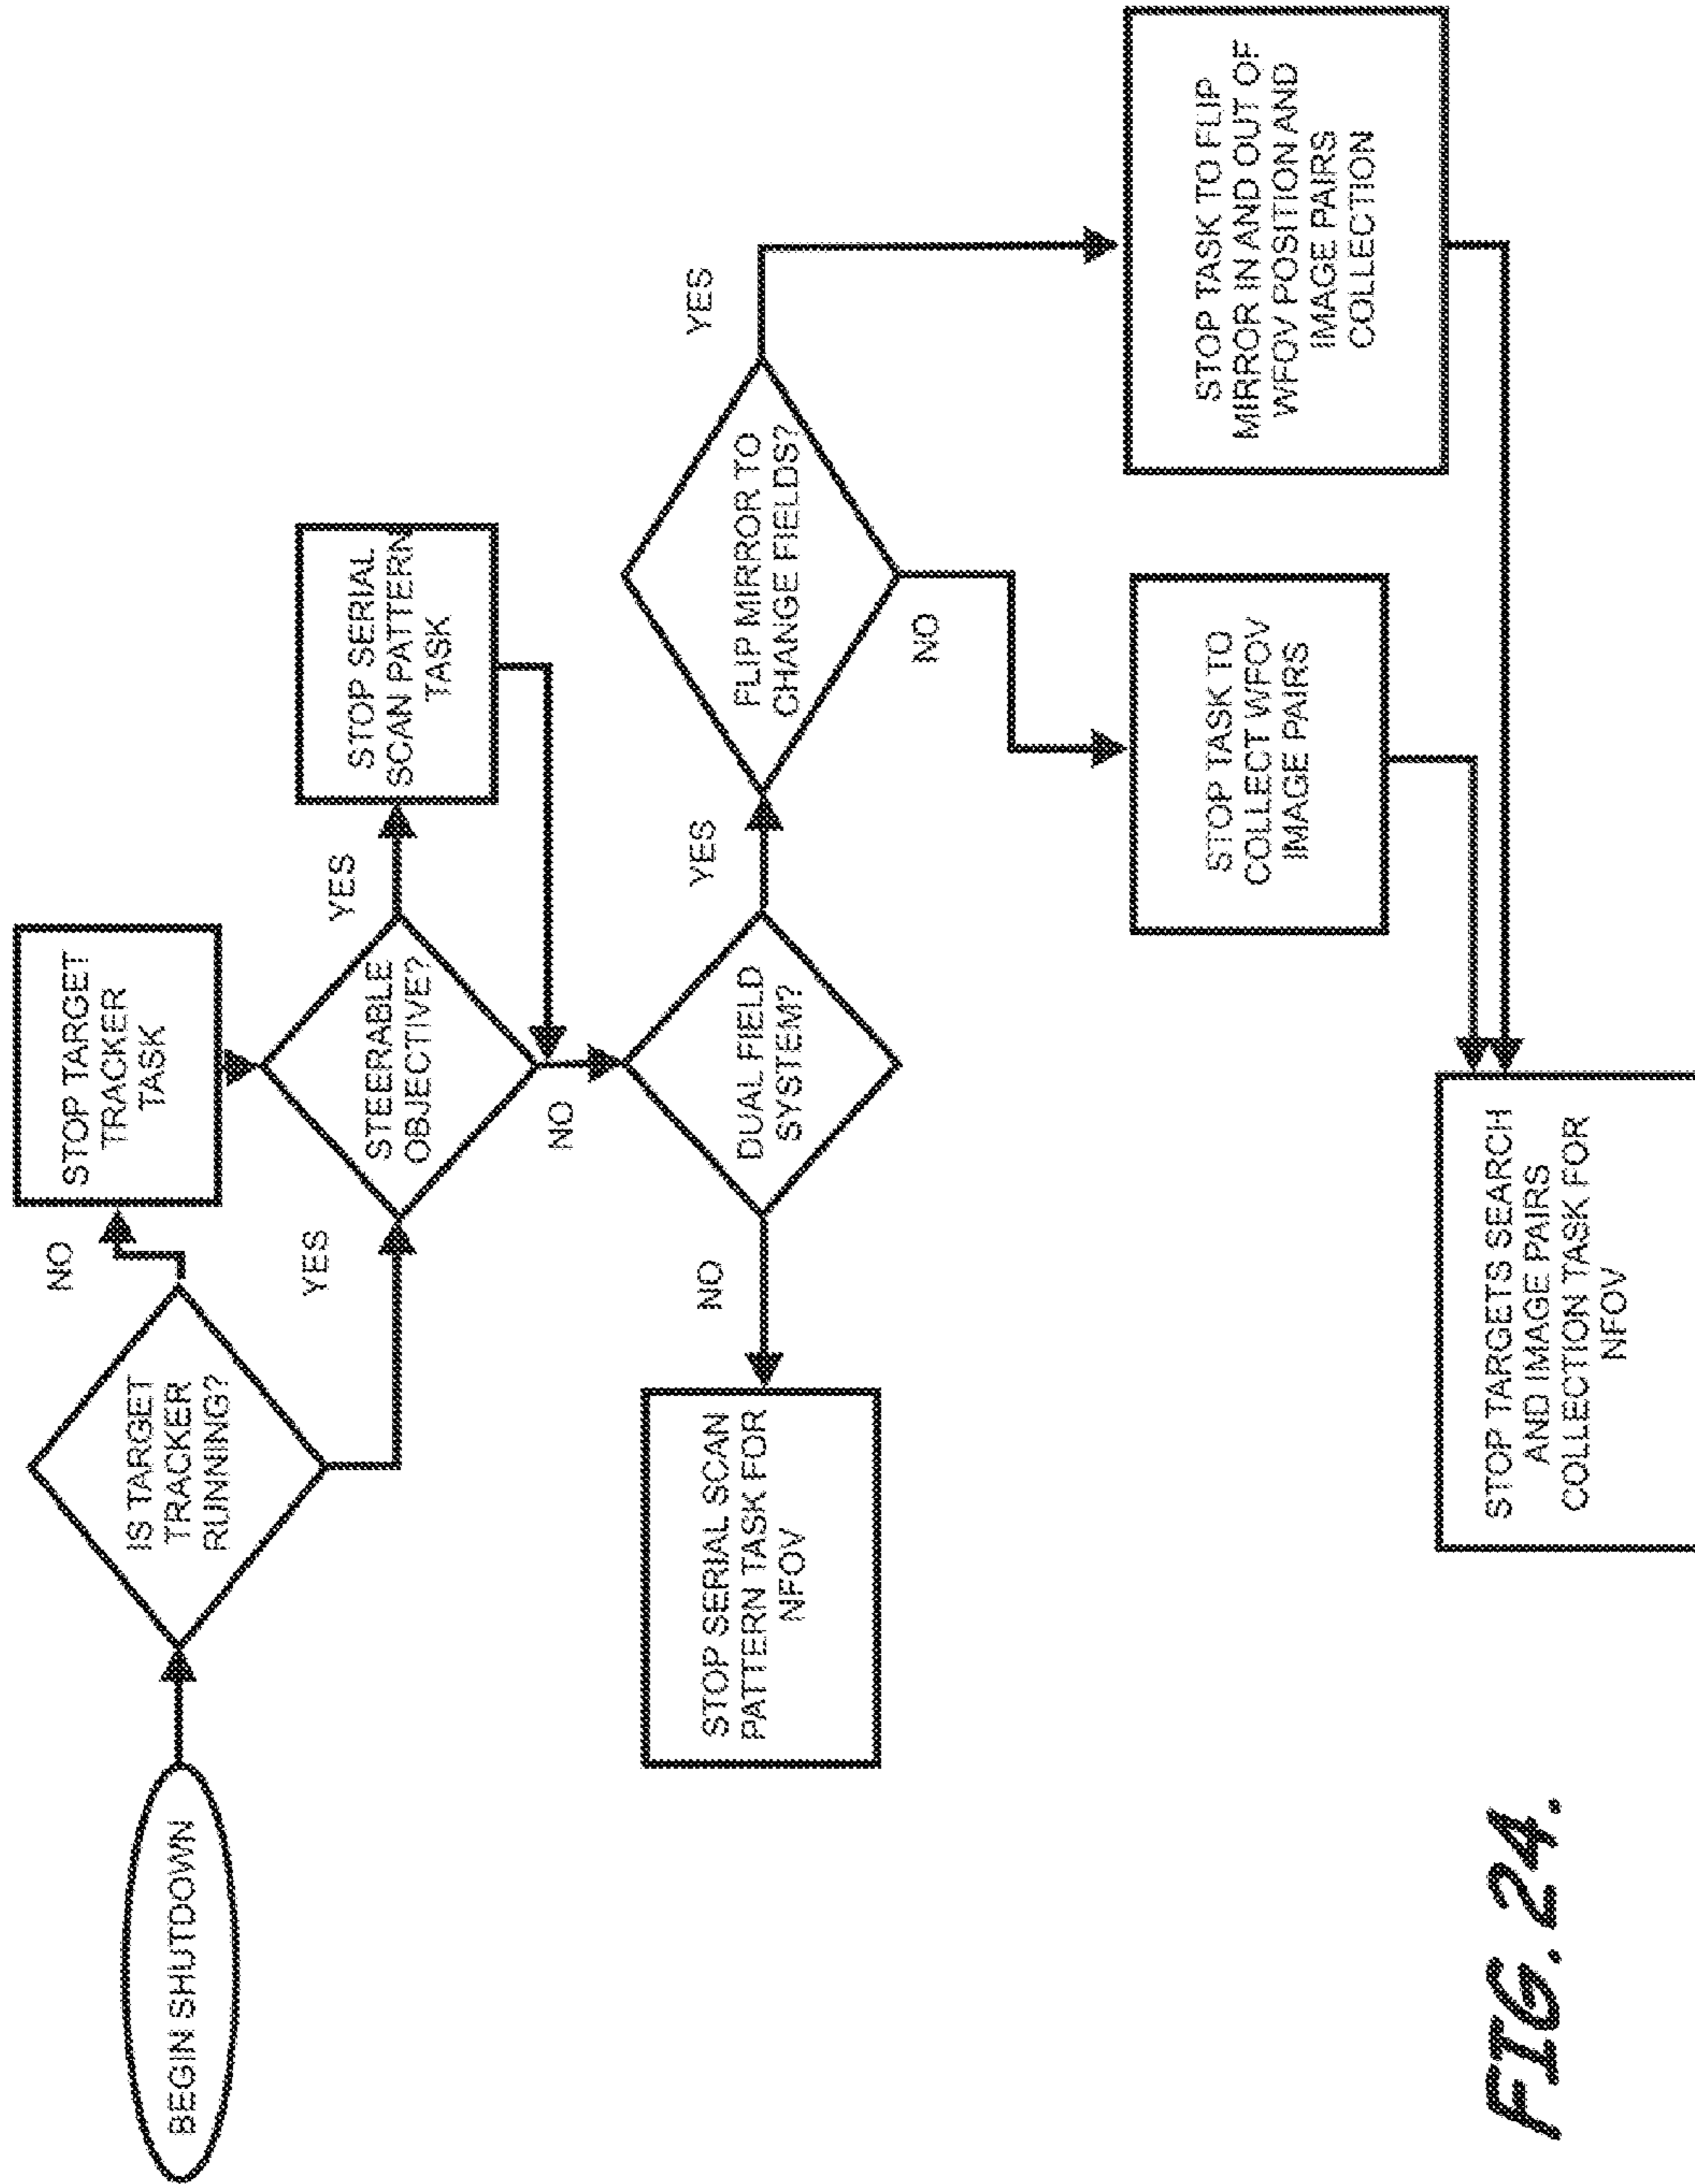 BEGIN SHUTDOWN
IS TARGET
TRACKER
RUNNING?
NO
YES
STOP TARGET
TRACKER
TASK
STEERABLE
OBJECTIVE?
YES
NO
STOP SERIAL
SCAN PATTERN
TASK
DUAL FIELD
SYSTEM?
NO
YES
STOP SERIAL SCAN
PATTERN TASK FOR
NFOV
FLIP MIRROR TO
CHANGE FIELDS?
YES
NO
STOP TASK TO
COLLECT WFOV
IMAGE PAIRS
STOP TASK TO FLIP
MIRROR IN AND OUT OF
WFOV POSITION AND
IMAGE PAIRS
COLLECTION
STOP TARGETS SEARCH
AND IMAGE PAIRS
COLLECTION TASK FOR
NFOV
FIG. 24.